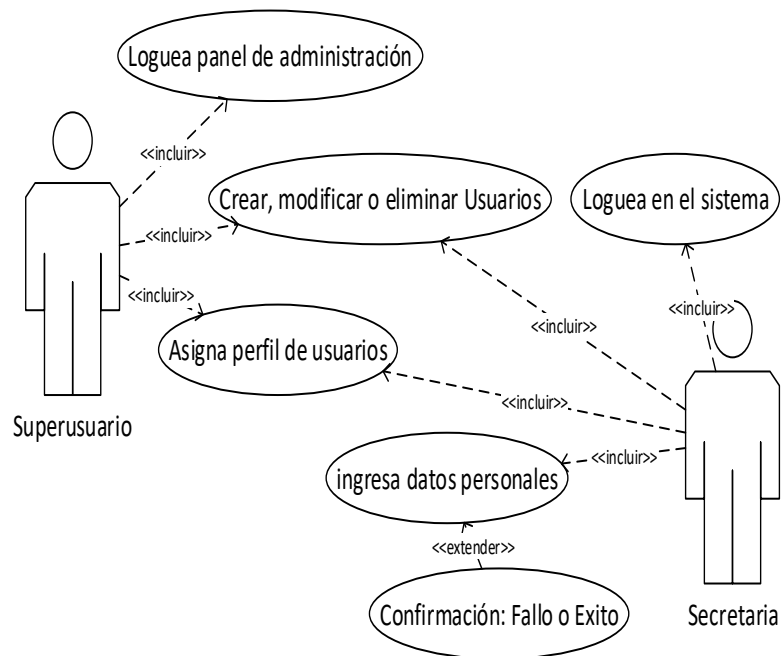 Loguea panel de administración
<<incluir>>
Crear, modificar o eliminar Usuarios
Loguea en el sistema
<<incluir>>
<<incluir>>
<<incluir>>
<<incluir>>
Asigna perfil de usuarios
<<incluir>>
Superusuario
<<incluir>>
ingresa datos personales
<<extender>>
Confirmación: Fallo o Exito
Secretaria